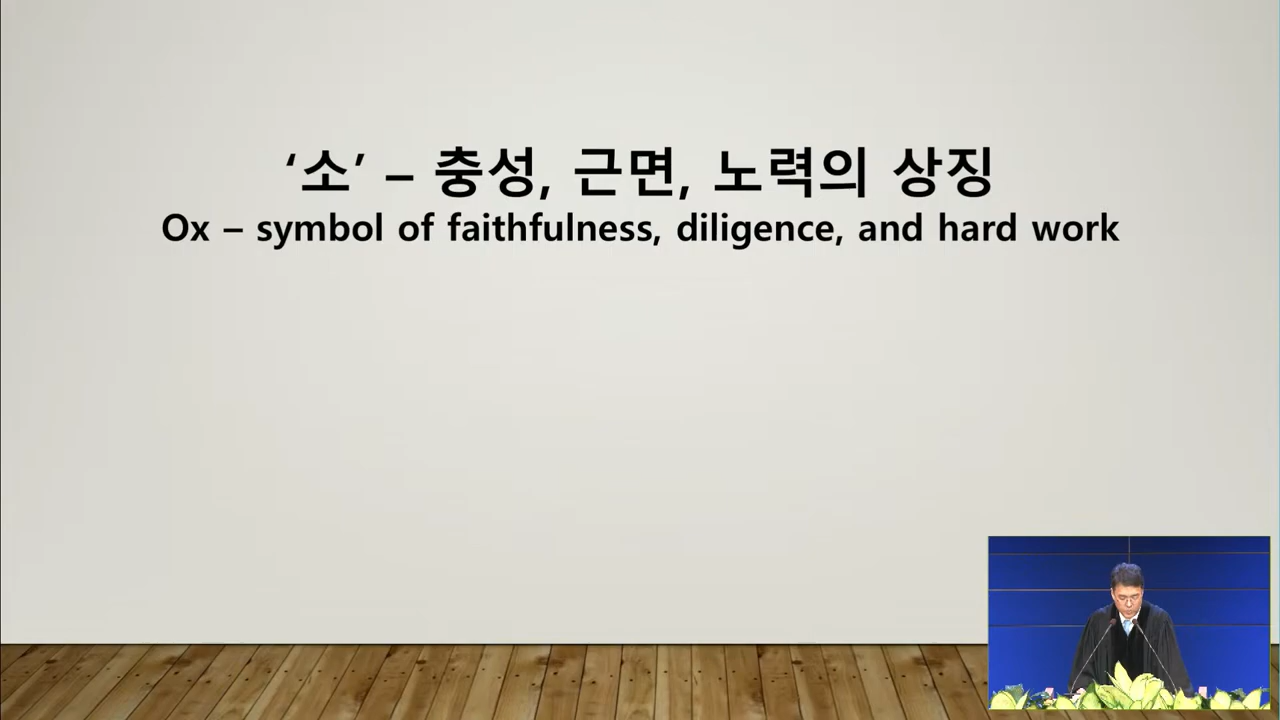 ‘소’ – 충성, 근면, 노력의 상징
Ox – symbol of faithfulness, diligence, and hard work